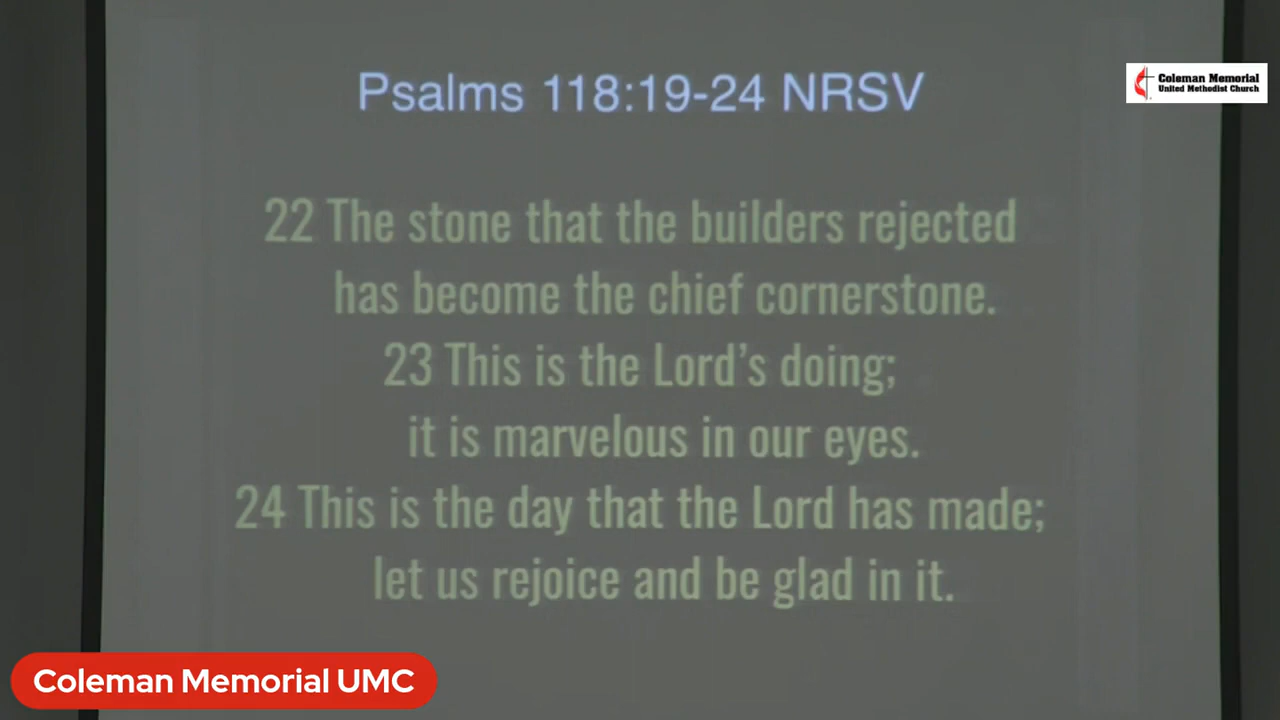 Psalms 118:19-24 NRSV
Coleman Memorial
United Methodist Church
22 The stone that the builders rejected
has become the chief cornerstone.
23 This is the Lord’s doing;
it is marvelous in our eyes.
24 This is the day that the Lord has made;
let us rejoice and be glad in it.
Coleman Memorial UMC